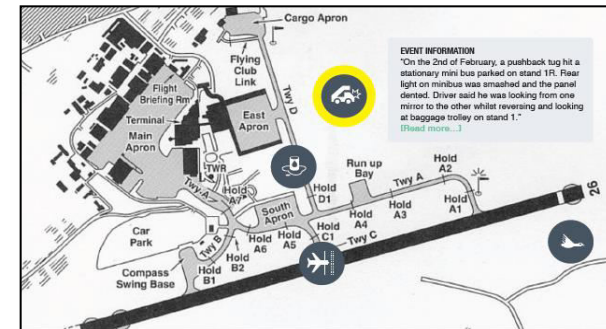 Cargo Apron
Flying
Club
Link
Twy D
EVENT INFORMATION
"On the 2nd of February, a pushback tug hit a
stationary mini bus parked on stand 1R. Rear
light on minibus was smashed and the panel
dented. Driver said he was looking from one
mirror to the other whilst reversing and looking
at baggage trolley on stand 1."
[Read more...]
Flight
Briefing Rm
Terminal
Main
Apron
East
Apron
TWR
Twy A
Hold
A7
Run up
Bay
Twy A
Hold
A2
Hold
D1
Hold
A4
Hold
A3
Hold
A1
26
South
Apron
Car
Park
Twy B
Hold
B2
Hold
A6
Hold
A5
Hold
C1
Twy C
Compass
Swing Base
Hold
B1